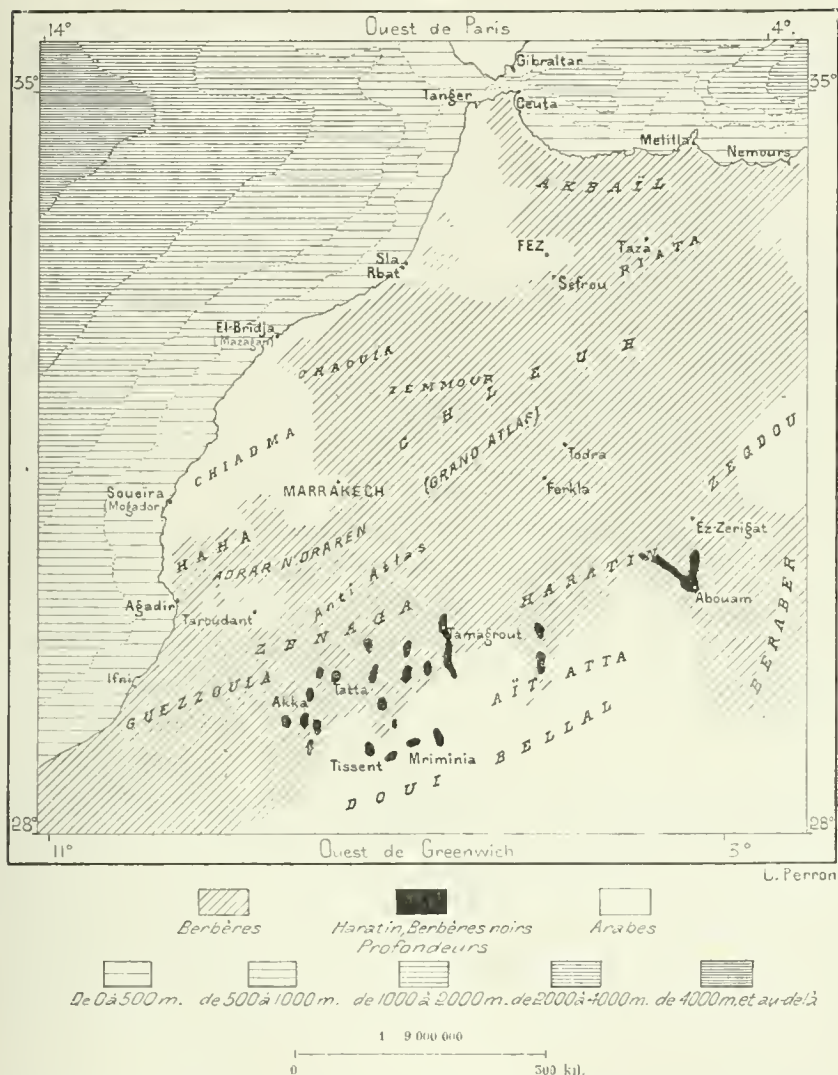 14° Ouest de Paris 4°
Gibraltar
35° 35°
Tanger Ceuta
Melilla
Nemours
AKBAÏL
FEZ Taza
RIATA
Sla
Rbat
Sefrou
El-Bridja
(Mazagan)
CHAOUIA
ZEMMOUR
CHLEUH
CHIADMA
(GRAND ATLAS)
Todra
ZEGDOU
MARRÂKECH
Ferkla
Soueïra
(Mogador)
Ez-Zerigat
HAHA
ADRAR N'DRAREN
Anti Atlas
HARATIN
Abouam
Agadir
Taroudant
BERABER
ZENAGA
Tamagrout
Ifni
GUEZZOULA
Tatta
AÏT ATTA
Akka
BELLAL
Tissent Mrimima
DOUI
28° 28°
11° Ouest de Greenwich 3°
C. Perron
Berbères Haratin, Berbères noirs Arabes
Profondeurs
De 0 à 500 m. de 500 à 1000 m. de 1000 à 2000 m. de 2000 à 4000 m. de 4000 m. et au-delà
1 9 000 000
0 300 kil.